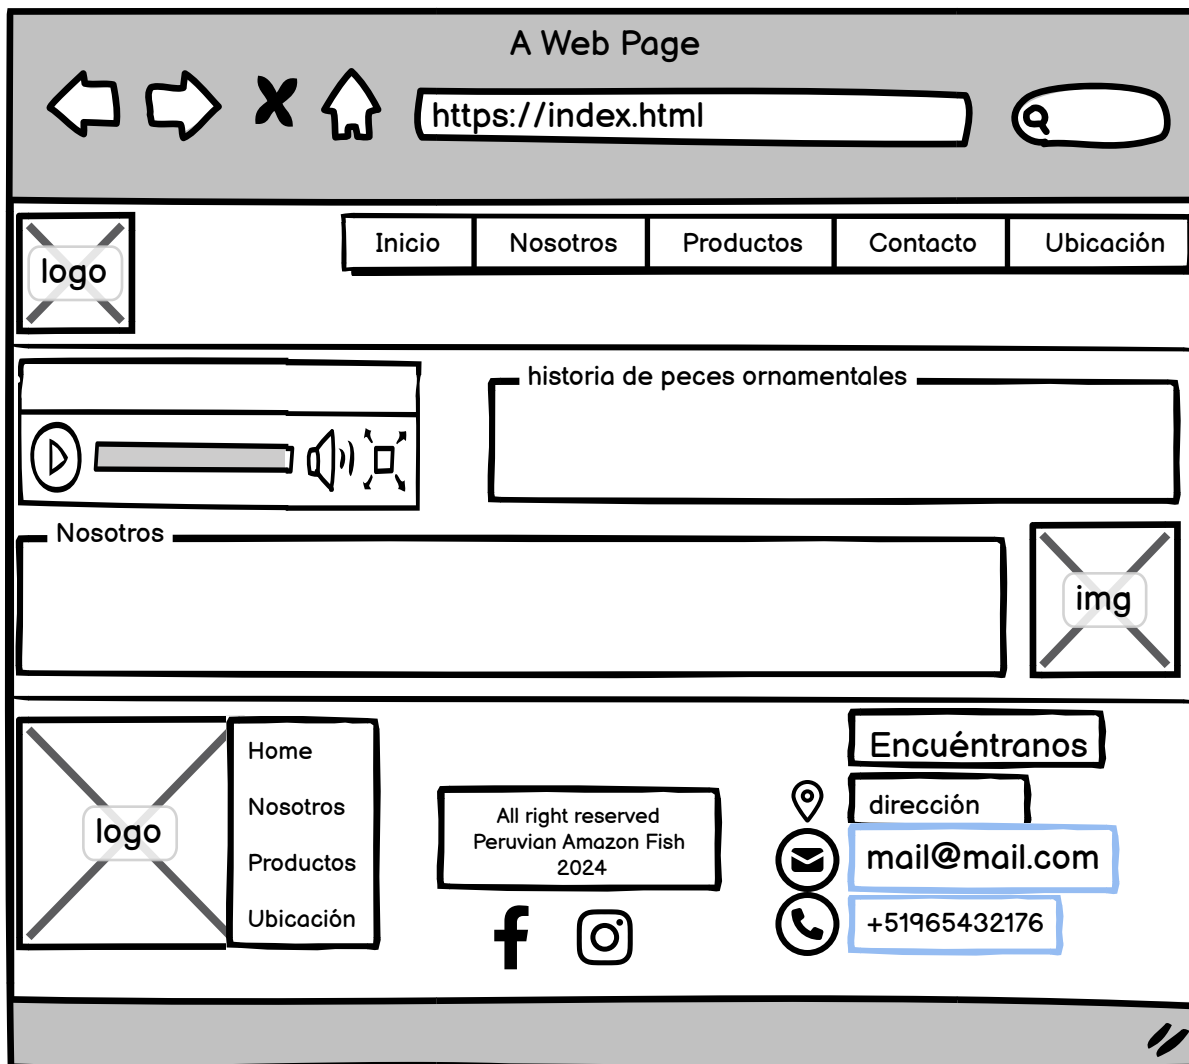 A Web Page
https://index.html
logo
Inicio
Nosotros
Productos
Contacto
Ubicación
historia de peces ornamentales
Nosotros
img
logo
Home
Nosotros
Productos
Ubicación
All right reserved
Peruvian Amazon Fish
2024
Encuéntranos
dirección
mail@mail.com
+51965432176